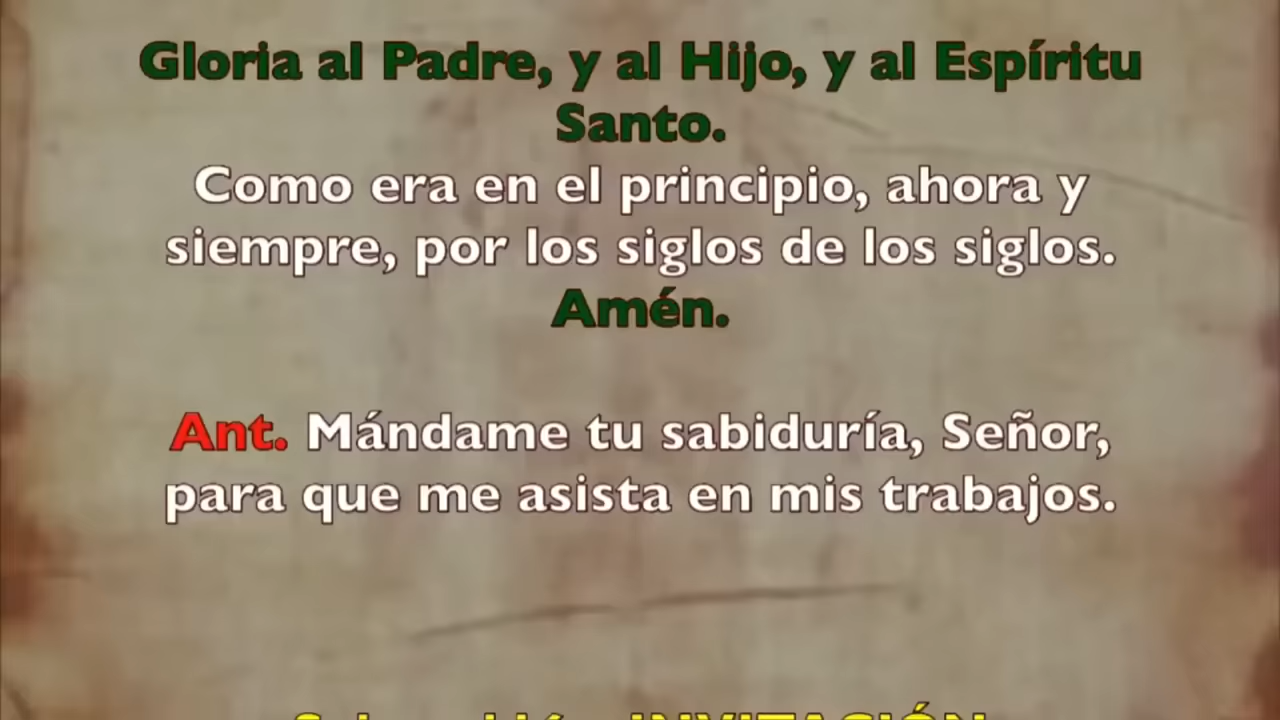 Gloria al Padre, y al Hijo, y al Espíritu
Santo.
Como era en el principio, ahora y
siempre, por los siglos de los siglos.
Amén.
Ant. Mándame tu sabiduría, Señor,
para que me asista en mis trabajos.
INVITACIÓN